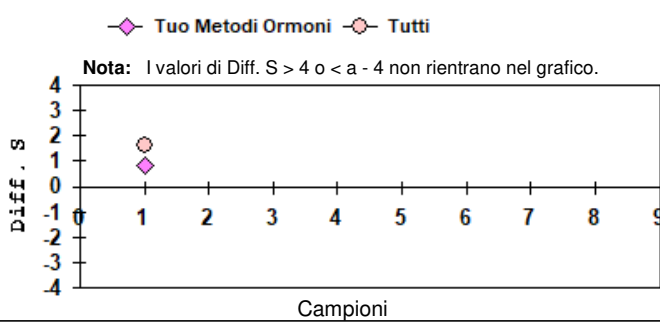 Tuo Metodi Ormoni Tutti
Nota: I valori di Diff. S > 4 o < a - 4 non rientrano nel grafico.
4
3
2
1
0
-1
-2
-3
-4
Diff. S
0 1 2 3 4 5 6 7 8 9
Campioni